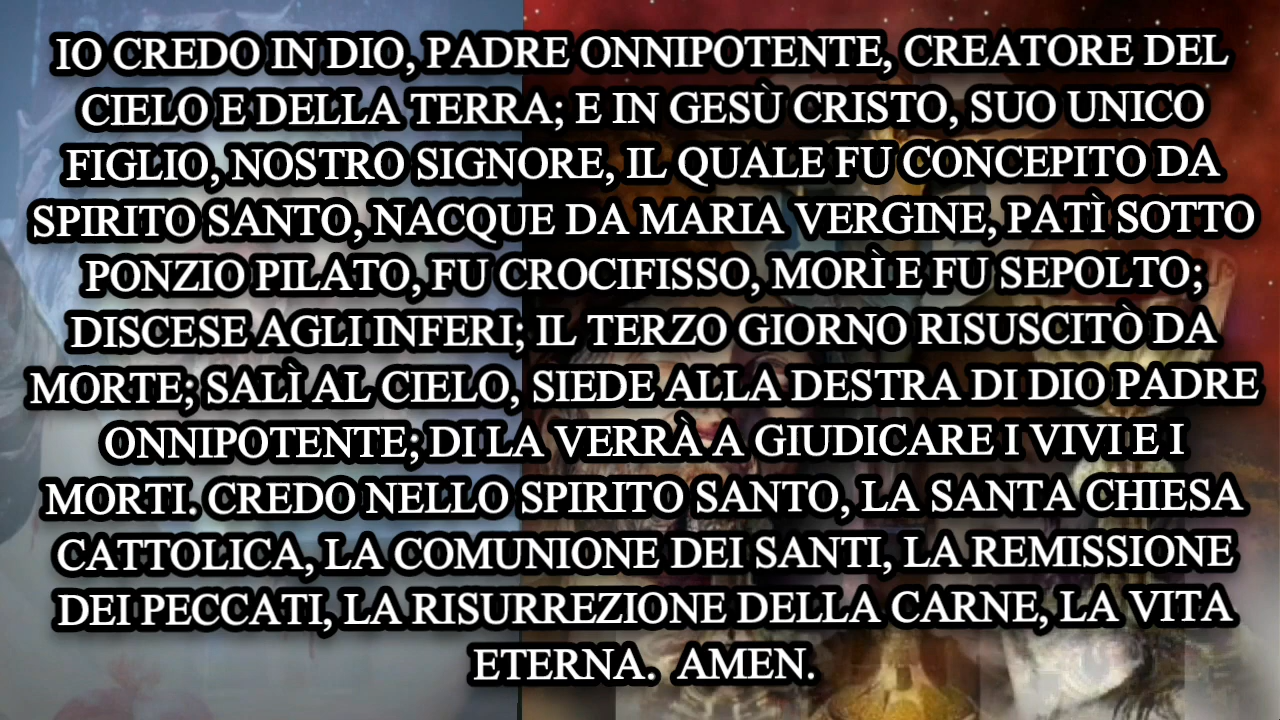 IO CREDO IN DIO, PADRE ONNIPOTENTE, CREATORE DEL
CIELO E DELLA TERRA; E IN GESÙ CRISTO, SUO UNICO
FIGLIO, NOSTRO SIGNORE, IL QUALE FU CONCEPITO DA
SPIRITO SANTO, NACQUE DA MARIA VERGINE, PATÌ SOTTO
PONZIO PILATO, FU CROCIFISSO, MORÌ E FU SEPOLTO;
DISCESE AGLI INFERI; IL TERZO GIORNO RISUSCITÒ DA
MORTE; SALÌ AL CIELO, SIEDE ALLA DESTRA DI DIO PADRE
ONNIPOTENTE; DI LA VERRÀ A GIUDICARE I VIVI E I
MORTI. CREDO NELLO SPIRITO SANTO, LA SANTA CHIESA
CATTOLICA, LA COMUNIONE DEI SANTI, LA REMISSIONE
DEI PECCATI, LA RISURREZIONE DELLA CARNE, LA VITA
ETERNA.  AMEN.